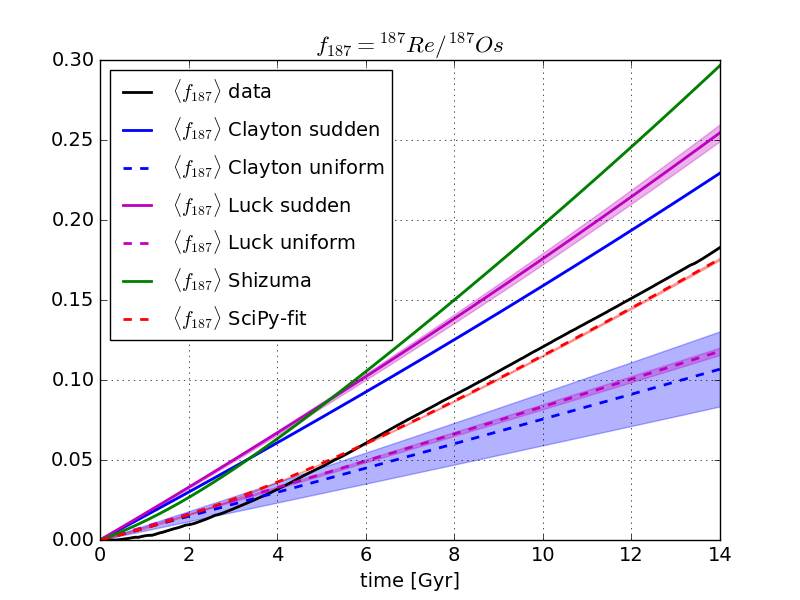 f₁₈₇ = ¹⁸⁷Re/¹⁸⁷Os
0.30
0.25
0.20
0.15
0.10
0.05
0.00
⟨f₁₈₇⟩ data
⟨f₁₈₇⟩ Clayton sudden
⟨f₁₈₇⟩ Clayton uniform
⟨f₁₈₇⟩ Luck sudden
⟨f₁₈₇⟩ Luck uniform
⟨f₁₈₇⟩ Shizuma
⟨f₁₈₇⟩ SciPy-fit
0 2 4 6 8 10 12 14
time [Gyr]